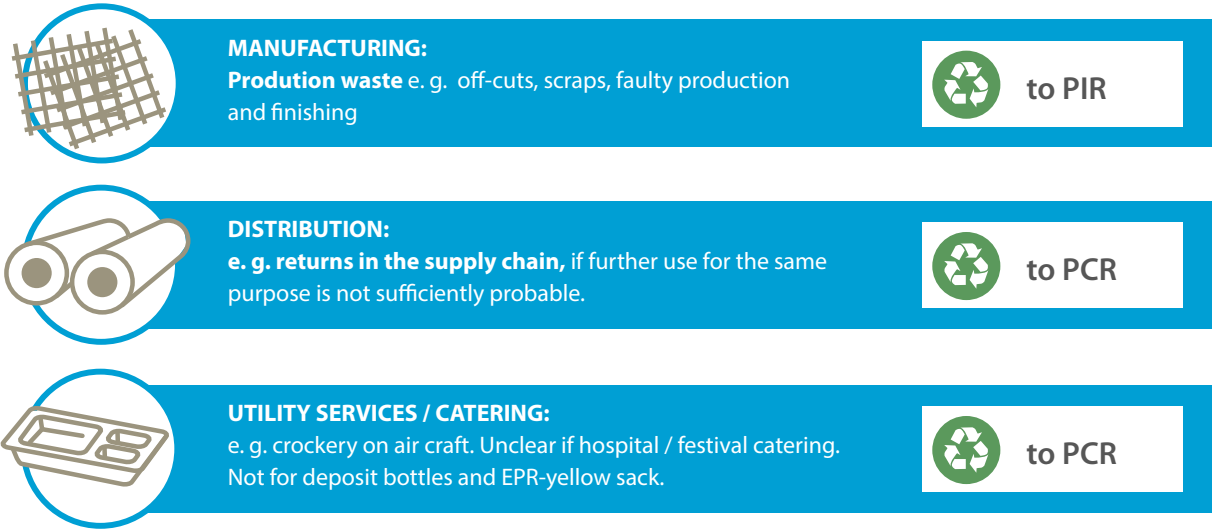 MANUFACTURING:
Prodution waste e. g. off-cuts, scraps, faulty production
and finishing
to PIR
DISTRIBUTION:
e. g. returns in the supply chain, if further use for the same
purpose is not sufficiently probable.
to PCR
UTILITY SERVICES / CATERING:
e. g. crockery on air craft. Unclear if hospital / festival catering.
Not for deposit bottles and EPR-yellow sack.
to PCR